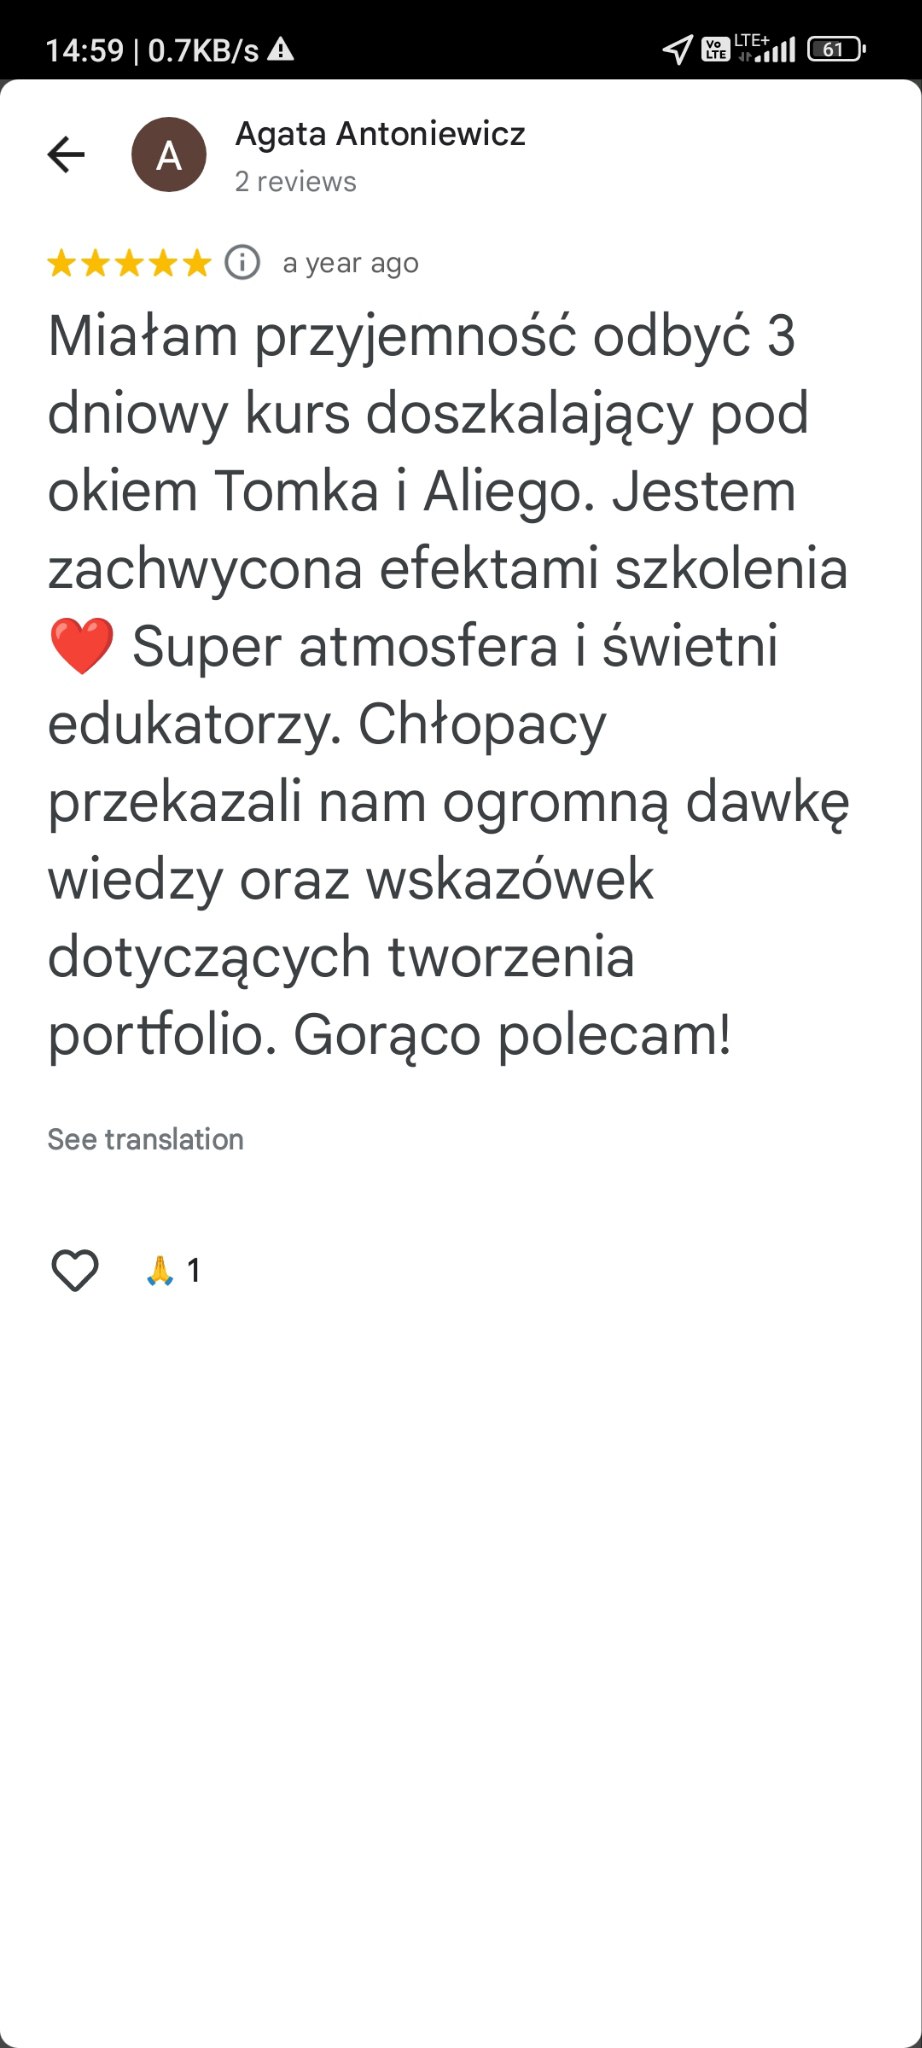 14:59 | 0.7KB/s
Vo LTE LTE+ 61
Agata Antoniewicz
A
2 reviews
a year ago
Miałam przyjemność odbyć 3
dniowy kurs doszkalający pod
okiem Tomka i Aliego. Jestem
zachwycona efektami szkolenia
❤️ Super atmosfera i świetni
edukatorzy. Chłopacy
przekazali nam ogromną dawkę
wiedzy oraz wskazówek
dotyczących tworzenia
portfolio. Gorąco polecam!
See translation
🙏 1